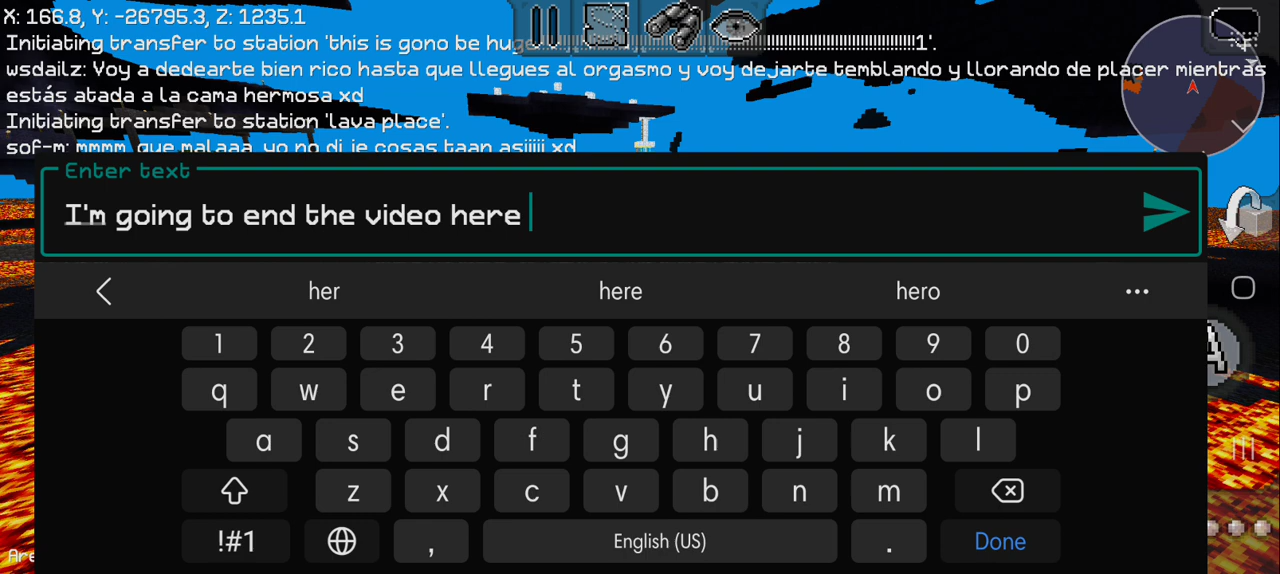 X: 166.8, Y: -26795.3, Z: 1235.1
Initiating transfer to station 'this is gono be huge!!!!!!!!!!!!!!!!!!!!!!!!!!!!!!!!!!!!!!!!!!!!!!!!!!!!!!!!!!!!!!!!!!!!!!!!!1'.
wsdailz: Voy a dedearte bien rico hasta que llegues al orgasmo y voy dejarte temblando y llorando de placer mientras
estás atada a la cama hermosa xd
Initiating transfer to station 'lava place'.
sof-m: mmmm que malaaa yo no di je cosas taan asiiiii xd
Enter text
I'm going to end the video here
her here hero ...
1 2 3 4 5 6 7 8 9 0
q w e r t y u i o p
a s d f g h j k l
z x c v b n m
!#1 , English (US) . Done
Are